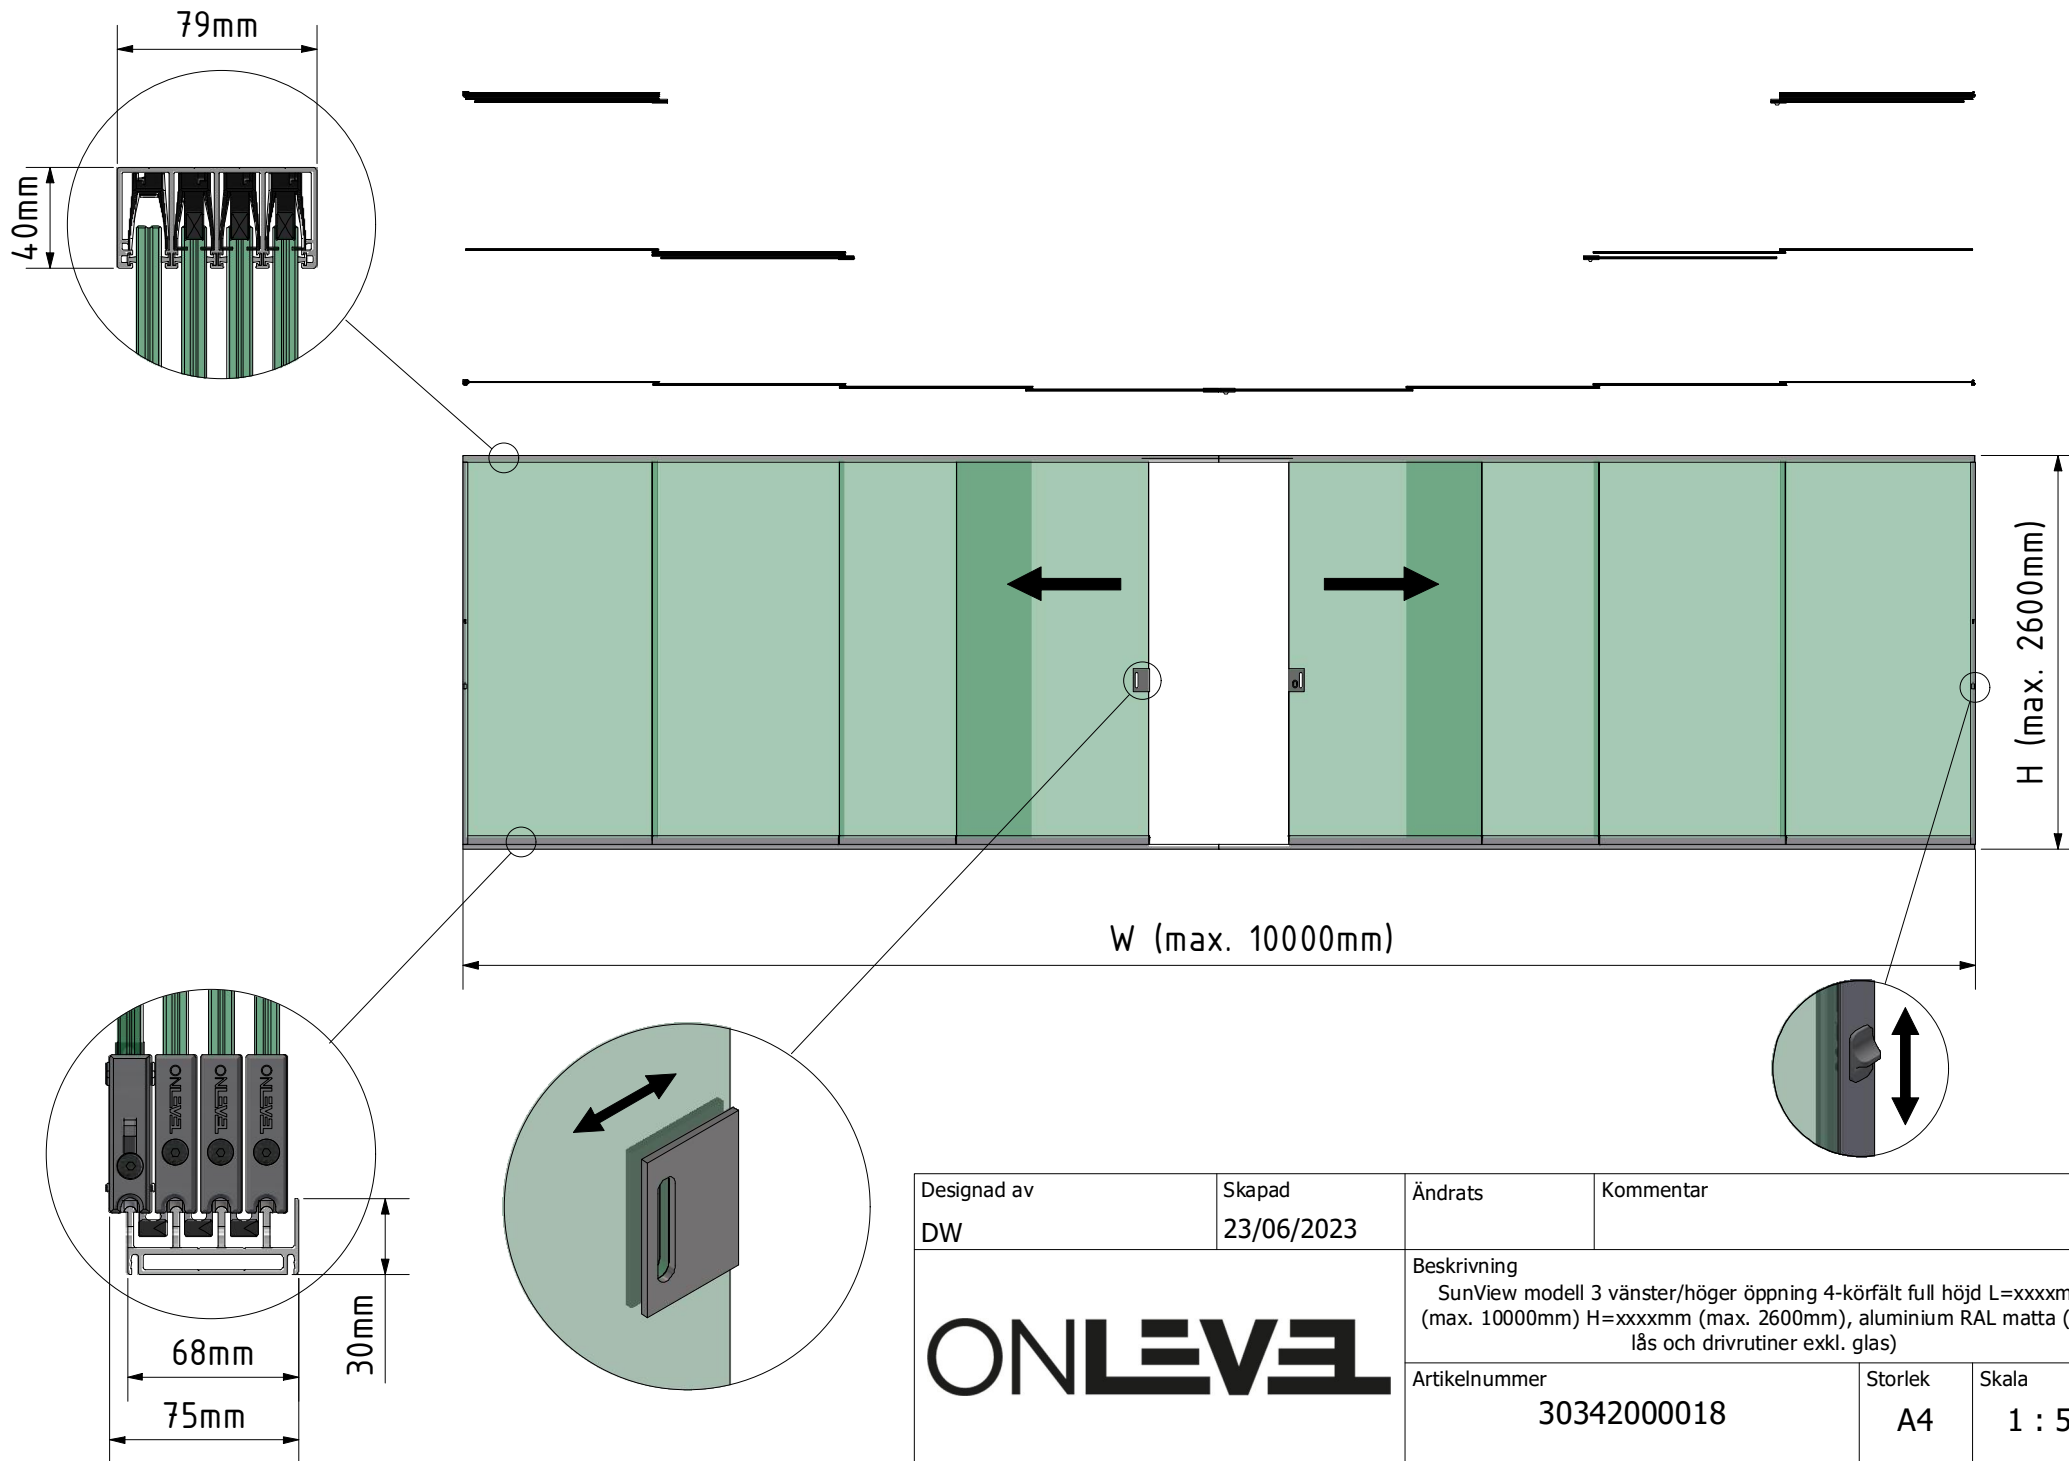 79mm
40mm
H (max. 2600mm)
W (max. 10000mm)
ONLEVEL
ONLEVEL
ONLEVEL
30mm
68mm
75mm
Designad av
DW
Skapad
23/06/2023
Ändrats
Kommentar
ONLEVEL
Beskrivning
SunView modell 3 vänster/höger öppning 4-körfält full höjd L=xxxxm
(max. 10000mm) H=xxxxmm (max. 2600mm), aluminium RAL matta (
lås och drivrutiner exkl. glas)
Artikelnummer
30342000018
Storlek
A4
Skala
1 : 5